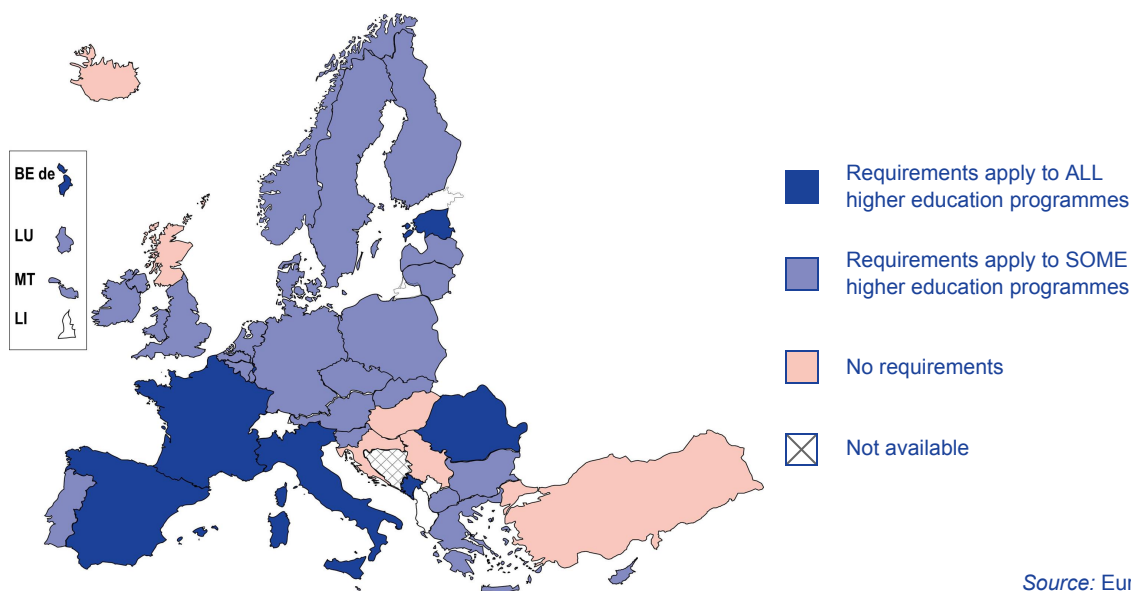 BE de
LU
MT
LI
Requirements apply to ALL
higher education programmes
Requirements apply to SOME
higher education programmes
No requirements
Not available
Source: Eur